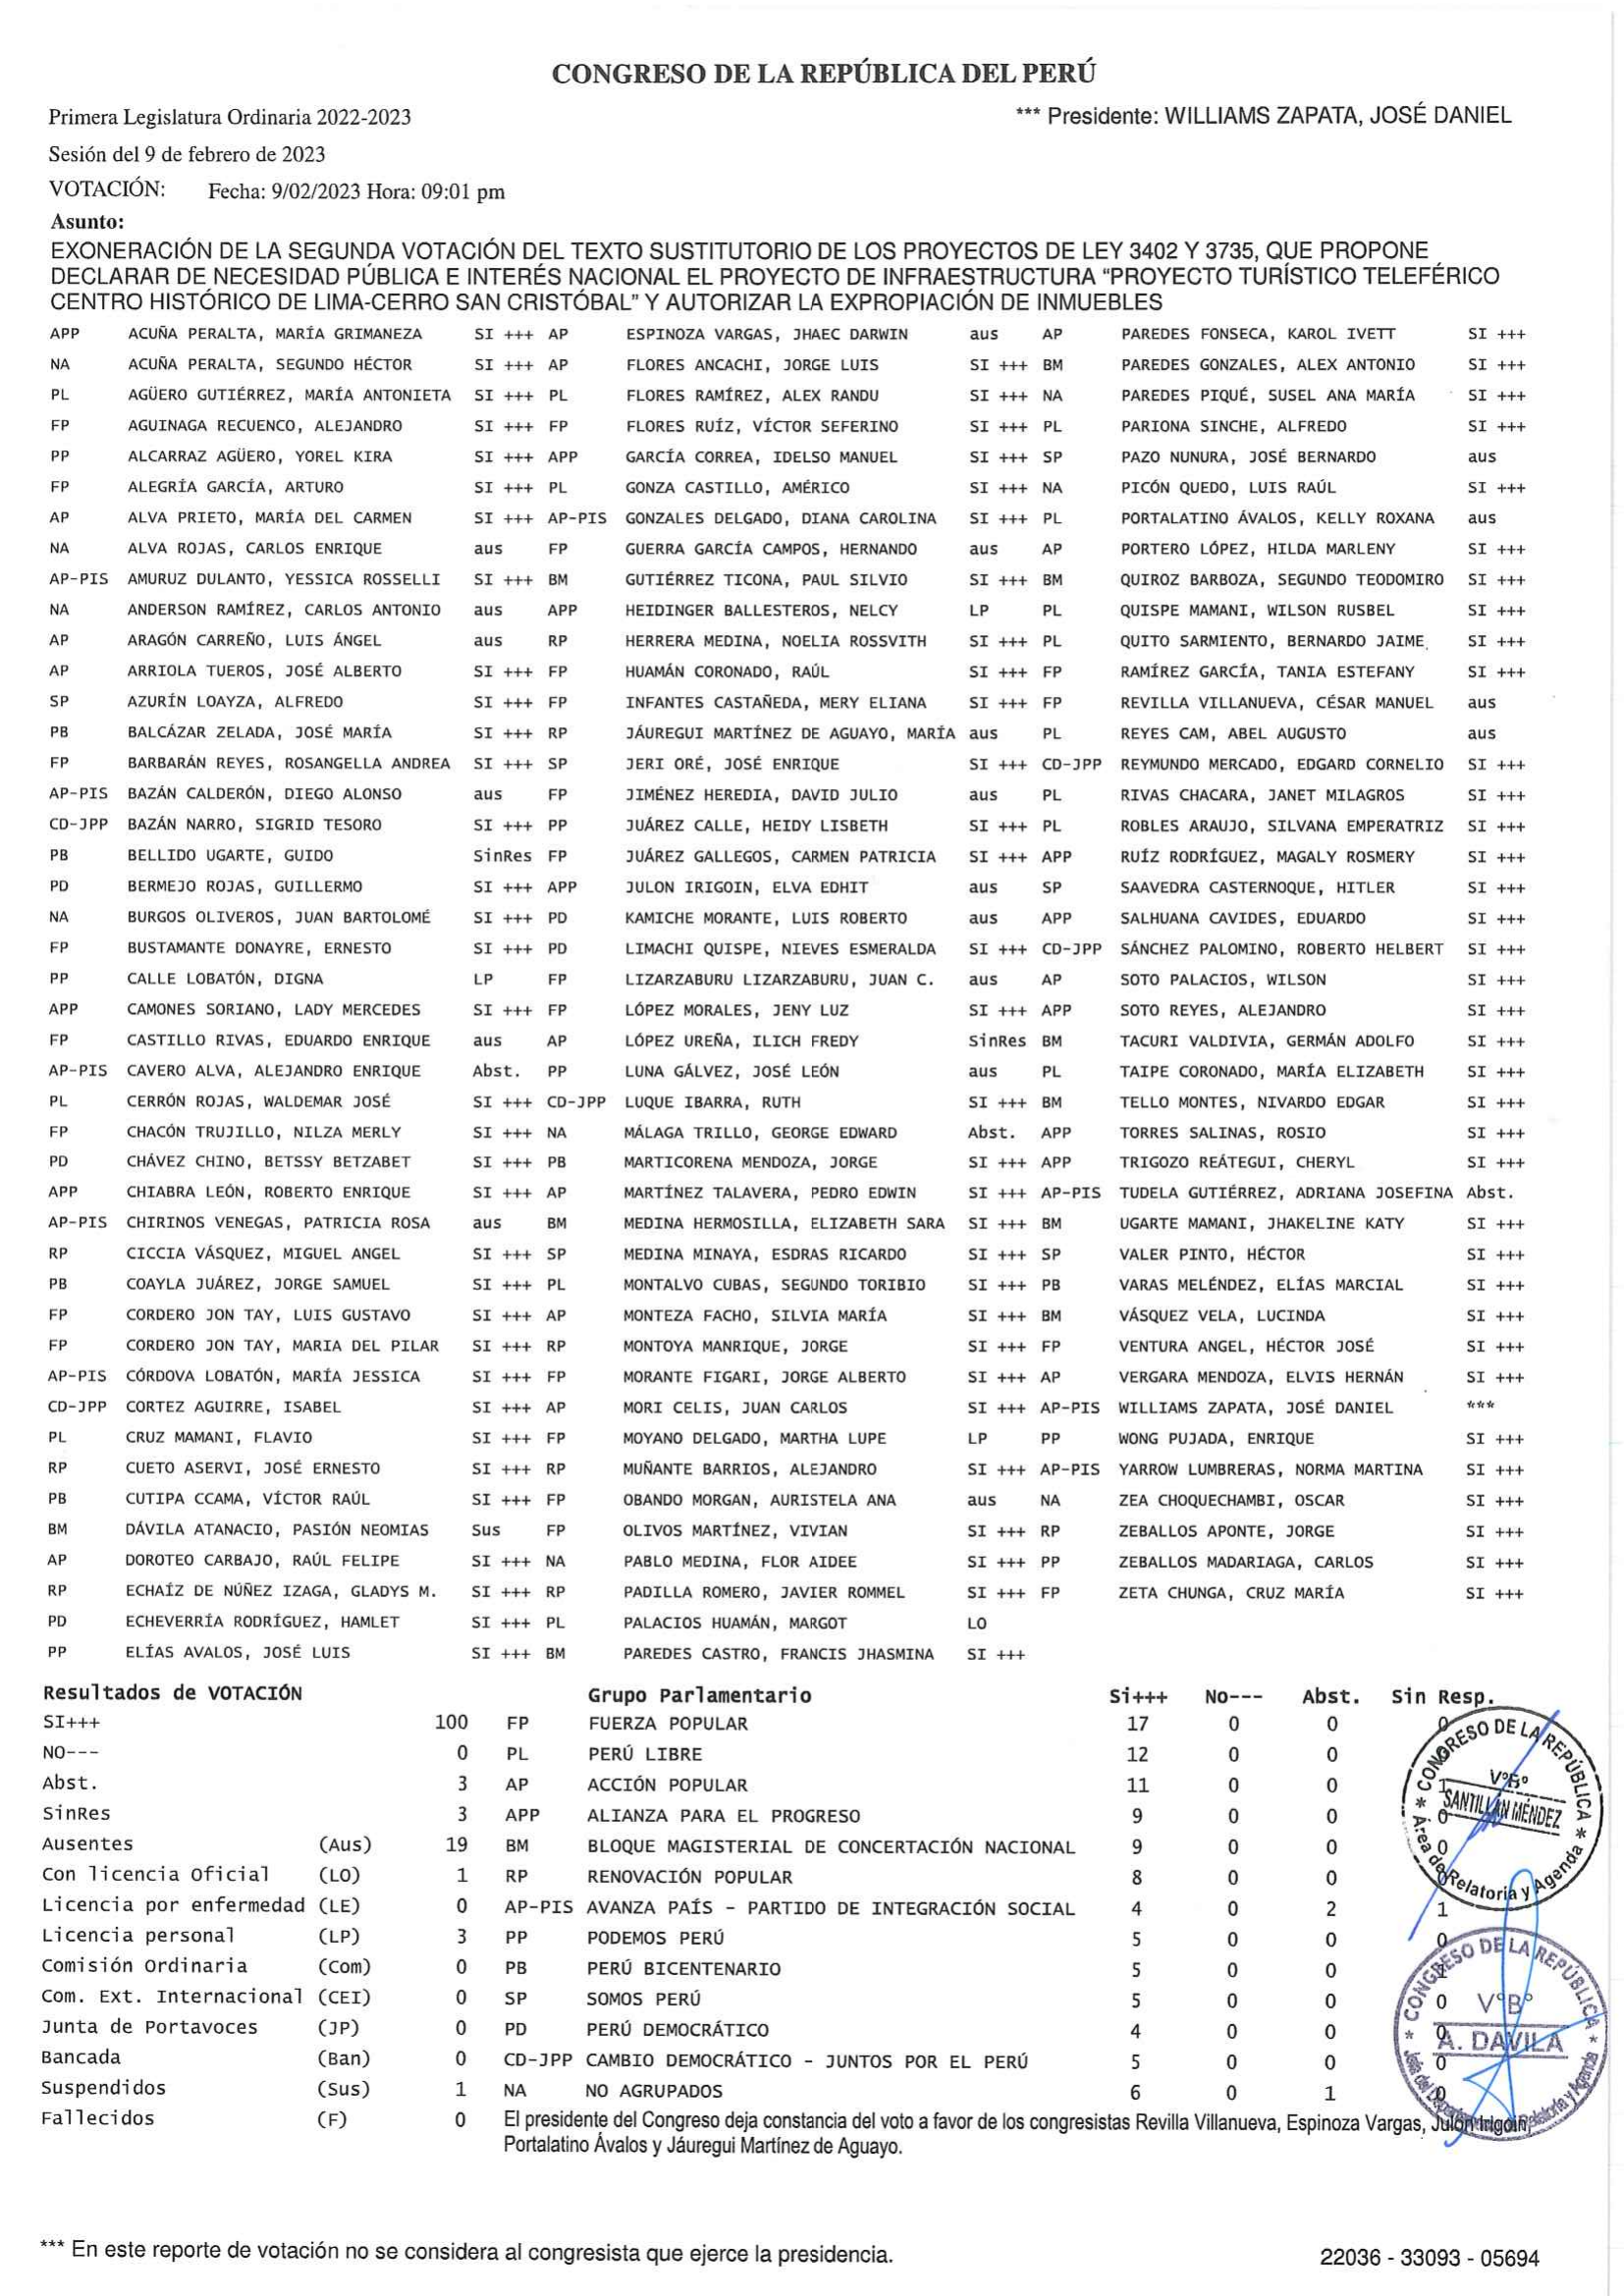 CONGRESO DE LA REPÚBLICA DEL PERÚ
Primera Legislatura Ordinaria 2022-2023 *** Presidente: WILLIAMS ZAPATA, JOSÉ DANIEL
Sesión del 9 de febrero de 2023
VOTACIÓN: Fecha: 9/02/2023 Hora: 09:01 pm
Asunto:
EXONERACIÓN DE LA SEGUNDA VOTACIÓN DEL TEXTO SUSTITUTORIO DE LOS PROYECTOS DE LEY 3402 Y 3735, QUE PROPONE
DECLARAR DE NECESIDAD PÚBLICA E INTERÉS NACIONAL EL PROYECTO DE INFRAESTRUCTURA “PROYECTO TURÍSTICO TELEFÉRICO
CENTRO HISTÓRICO DE LIMA-CERRO SAN CRISTÓBAL” Y AUTORIZAR LA EXPROPIACIÓN DE INMUEBLES
APP ACUÑA PERALTA, MARÍA GRIMANEZA SI +++ AP ESPINOZA VARGAS, JHAEC DARWIN aus AP PAREDES FONSECA, KAROL IVETT SI +++
NA ACUÑA PERALTA, SEGUNDO HÉCTOR SI +++ AP FLORES ANCACHI, JORGE LUIS SI +++ BM PAREDES GONZALES, ALEX ANTONIO SI +++
PL AGÜERO GUTIÉRREZ, MARÍA ANTONIETA SI +++ PL FLORES RAMÍREZ, ALEX RANDU SI +++ NA PAREDES PIQUÉ, SUSEL ANA MARÍA SI +++
FP AGUINAGA RECUENCO, ALEJANDRO SI +++ FP FLORES RUÍZ, VÍCTOR SEFERINO SI +++ PL PARIONA SINCHE, ALFREDO SI +++
PP ALCARRAZ AGÜERO, YOREL KIRA SI +++ APP GARCÍA CORREA, IDELSO MANUEL SI +++ SP PAZO NUNURA, JOSÉ BERNARDO aus
FP ALEGRÍA GARCÍA, ARTURO SI +++ PL GONZA CASTILLO, AMÉRICO SI +++ NA PICÓN QUEDO, LUIS RAÚL SI +++
AP ALVA PRIETO, MARÍA DEL CARMEN SI +++ AP-PIS GONZALES DELGADO, DIANA CAROLINA SI +++ PL PORTALATINO ÁVALOS, KELLY ROXANA aus
NA ALVA ROJAS, CARLOS ENRIQUE aus FP GUERRA GARCÍA CAMPOS, HERNANDO aus AP PORTERO LÓPEZ, HILDA MARLENY SI +++
AP-PIS AMURUZ DULANTO, YESSICA ROSSELLI SI +++ BM GUTIÉRREZ TICONA, PAUL SILVIO SI +++ BM QUIROZ BARBOZA, SEGUNDO TEODOMIRO SI +++
NA ANDERSON RAMÍREZ, CARLOS ANTONIO aus APP HEIDINGER BALLESTEROS, NELCY LP PL QUISPE MAMANI, WILSON RUSBEL SI +++
AP ARAGÓN CARREÑO, LUIS ÁNGEL aus RP HERRERA MEDINA, NOELIA ROSSVITH SI +++ PL QUITO SARMIENTO, BERNARDO JAIME SI +++
AP ARRIOLA TUEROS, JOSÉ ALBERTO SI +++ FP HUAMÁN CORONADO, RAÚL SI +++ FP RAMÍREZ GARCÍA, TANIA ESTEFANY SI +++
SP AZURÍN LOAYZA, ALFREDO SI +++ FP INFANTES CASTAÑEDA, MERY ELIANA SI +++ FP REVILLA VILLANUEVA, CÉSAR MANUEL aus
PB BALCÁZAR ZELADA, JOSÉ MARÍA SI +++ RP JÁUREGUI MARTÍNEZ DE AGUAYO, MARÍA aus PL REYES CAM, ABEL AUGUSTO aus
FP BARBARÁN REYES, ROSANGELLA ANDREA SI +++ SP JERI ORÉ, JOSÉ ENRIQUE SI +++ CD-JPP REYMUNDO MERCADO, EDGARD CORNELIO SI +++
AP-PIS BAZÁN CALDERÓN, DIEGO ALONSO aus FP JIMÉNEZ HEREDIA, DAVID JULIO aus PL RIVAS CHACARA, JANET MILAGROS SI +++
CD-JPP BAZÁN NARRO, SIGRID TESORO SI +++ PP JUÁREZ CALLE, HEIDY LISBETH SI +++ PL ROBLES ARAUJO, SILVANA EMPERATRIZ SI +++
PB BELLIDO UGARTE, GUIDO SinRes FP JUÁREZ GALLEGOS, CARMEN PATRICIA SI +++ APP RUÍZ RODRÍGUEZ, MAGALY ROSMERY SI +++
PD BERMEJO ROJAS, GUILLERMO SI +++ APP JULON IRIGOIN, ELVA EDHIT aus SP SAAVEDRA CASTERNOQUE, HITLER SI +++
NA BURGOS OLIVEROS, JUAN BARTOLOMÉ SI +++ PD KAMICHE MORANTE, LUIS ROBERTO aus APP SALHUANA CAVIDES, EDUARDO SI +++
FP BUSTAMANTE DONAYRE, ERNESTO SI +++ PD LIMACHI QUISPE, NIEVES ESMERALDA SI +++ CD-JPP SÁNCHEZ PALOMINO, ROBERTO HELBERT SI +++
PP CALLE LOBATÓN, DIGNA LP FP LIZARZABURU LIZARZABURU, JUAN C. aus AP SOTO PALACIOS, WILSON SI +++
APP CAMONES SORIANO, LADY MERCEDES SI +++ FP LÓPEZ MORALES, JENY LUZ SI +++ APP SOTO REYES, ALEJANDRO SI +++
FP CASTILLO RIVAS, EDUARDO ENRIQUE aus AP LÓPEZ UREÑA, ILICH FREDY SinRes BM TACURI VALDIVIA, GERMÁN ADOLFO SI +++
AP-PIS CAVERO ALVA, ALEJANDRO ENRIQUE Abst. PP LUNA GÁLVEZ, JOSÉ LEÓN aus PL TAIPE CORONADO, MARÍA ELIZABETH SI +++
PL CERRÓN ROJAS, WALDEMAR JOSÉ SI +++ CD-JPP LUQUE IBARRA, RUTH SI +++ BM TELLO MONTES, NIVARDO EDGAR SI +++
FP CHACÓN TRUJILLO, NILZA MERLY SI +++ NA MÁLAGA TRILLO, GEORGE EDWARD Abst. APP TORRES SALINAS, ROSIO SI +++
PD CHÁVEZ CHINO, BETSSY BETZABET SI +++ PB MARTICORENA MENDOZA, JORGE SI +++ APP TRIGOZO REÁTEGUI, CHERYL SI +++
APP CHIABRA LEÓN, ROBERTO ENRIQUE SI +++ AP MARTÍNEZ TALAVERA, PEDRO EDWIN SI +++ AP-PIS TUDELA GUTIÉRREZ, ADRIANA JOSEFINA Abst.
AP-PIS CHIRINOS VENEGAS, PATRICIA ROSA aus BM MEDINA HERMOSILLA, ELIZABETH SARA SI +++ BM UGARTE MAMANI, JHAKELINE KATY SI +++
RP CICCIA VÁSQUEZ, MIGUEL ANGEL SI +++ SP MEDINA MINAYA, ESDRAS RICARDO SI +++ SP VALER PINTO, HÉCTOR SI +++
PB COAYLA JUÁREZ, JORGE SAMUEL SI +++ PL MONTALVO CUBAS, SEGUNDO TORIBIO SI +++ PB VARAS MELÉNDEZ, ELÍAS MARCIAL SI +++
FP CORDERO JON TAY, LUIS GUSTAVO SI +++ AP MONTEZA FACHO, SILVIA MARÍA SI +++ BM VÁSQUEZ VELA, LUCINDA SI +++
FP CORDERO JON TAY, MARIA DEL PILAR SI +++ RP MONTOYA MANRIQUE, JORGE SI +++ FP VENTURA ANGEL, HÉCTOR JOSÉ SI +++
AP-PIS CÓRDOVA LOBATÓN, MARÍA JESSICA SI +++ FP MORANTE FIGARI, JORGE ALBERTO SI +++ AP VERGARA MENDOZA, ELVIS HERNÁN SI +++
CD-JPP CORTEZ AGUIRRE, ISABEL SI +++ AP MORI CELIS, JUAN CARLOS SI +++ AP-PIS WILLIAMS ZAPATA, JOSÉ DANIEL ***
PL CRUZ MAMANI, FLAVIO SI +++ FP MOYANO DELGADO, MARTHA LUPE LP PP WONG PUJADA, ENRIQUE SI +++
RP CUETO ASERVI, JOSÉ ERNESTO SI +++ RP MUÑANTE BARRIOS, ALEJANDRO SI +++ AP-PIS YARROW LUMBRERAS, NORMA MARTINA SI +++
PB CUTIPA CCAMA, VÍCTOR RAÚL SI +++ FP OBANDO MORGAN, AURISTELA ANA aus NA ZEA CHOQUECHAMBI, OSCAR SI +++
BM DÁVILA ATANACIO, PASIÓN NEOMIAS Sus FP OLIVOS MARTÍNEZ, VIVIAN SI +++ RP ZEBALLOS APONTE, JORGE SI +++
AP DOROTEO CARBAJO, RAÚL FELIPE SI +++ NA PABLO MEDINA, FLOR AIDEE SI +++ PP ZEBALLOS MADARIAGA, CARLOS SI +++
RP ECHAÍZ DE NÚÑEZ IZAGA, GLADYS M. SI +++ RP PADILLA ROMERO, JAVIER ROMMEL SI +++ FP ZETA CHUNGA, CRUZ MARÍA SI +++
PD ECHEVERRÍA RODRÍGUEZ, HAMLET SI +++ PL PALACIOS HUAMÁN, MARGOT LO
PP ELÍAS AVALOS, JOSÉ LUIS SI +++ BM PAREDES CASTRO, FRANCIS JHASMINA SI +++
Resultados de VOTACIÓN Grupo Parlamentario Si+++ No--- Abst. Sin Resp.
SI+++ 100 FP FUERZA POPULAR 17 0 0 0
NO--- 0 PL PERÚ LIBRE 12 0 0
Abst. 3 AP ACCIÓN POPULAR 11 0 0 1
SinRes 3 APP ALIANZA PARA EL PROGRESO 9 0 0 0
Ausentes (Aus) 19 BM BLOQUE MAGISTERIAL DE CONCERTACIÓN NACIONAL 9 0 0 0
Con licencia Oficial (LO) 1 RP RENOVACIÓN POPULAR 8 0 0 0
Licencia por enfermedad (LE) 0 AP-PIS AVANZA PAÍS - PARTIDO DE INTEGRACIÓN SOCIAL 4 0 2 1
Licencia personal (LP) 3 PP PODEMOS PERÚ 5 0 0 0
Comisión Ordinaria (Com) 0 PB PERÚ BICENTENARIO 5 0 0 1
Com. Ext. Internacional (CEI) 0 SP SOMOS PERÚ 5 0 0 0
Junta de Portavoces (JP) 0 PD PERÚ DEMOCRÁTICO 4 0 0 0
Bancada (Ban) 0 CD-JPP CAMBIO DEMOCRÁTICO - JUNTOS POR EL PERÚ 5 0 0 0
Suspendidos (Sus) 1 NA NO AGRUPADOS 6 0 1 0
Fallecidos (F) 0 El presidente del Congreso deja constancia del voto a favor de los congresistas Revilla Villanueva, Espinoza Vargas, Julón Irigoin,
Portalatino Ávalos y Jáuregui Martínez de Aguayo.
CONGRESO DE LA REPÚBLICA
V°B°
SANTILLÁN MÉNDEZ
Área de Relatoría y Agenda
CONGRESO DE LA REPÚBLICA
V°B°
A. DAVILA
Jefe del Departamento de Relatoría y Agenda
*** En este reporte de votación no se considera al congresista que ejerce la presidencia. 22036 - 33093 - 05694